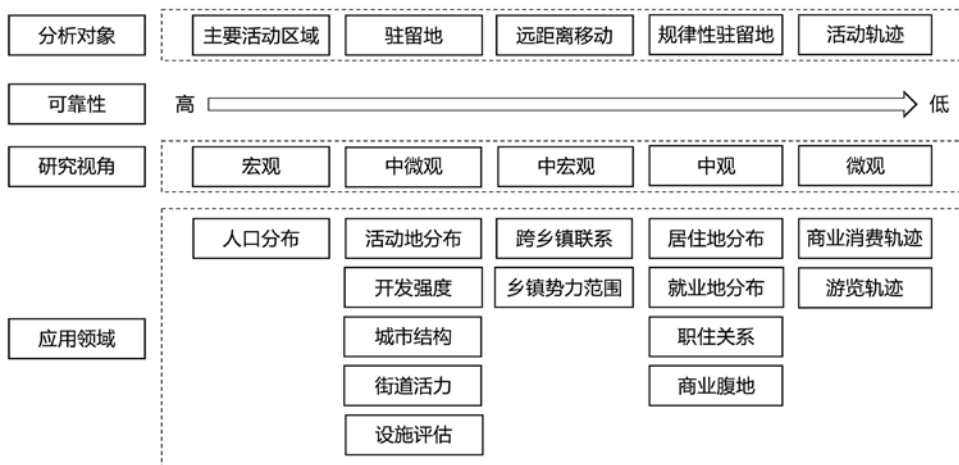 分析对象 主要活动区域 驻留地 远距离移动 规律性驻留地 活动轨迹
可靠性 高 低
研究视角 宏观 中微观 中宏观 中观 微观
人口分布 活动地分布 跨乡镇联系 居住地分布 商业消费轨迹
开发强度 乡镇势力范围 就业地分布 游览轨迹
应用领域 城市结构 职住关系
街道活力 商业腹地
设施评估